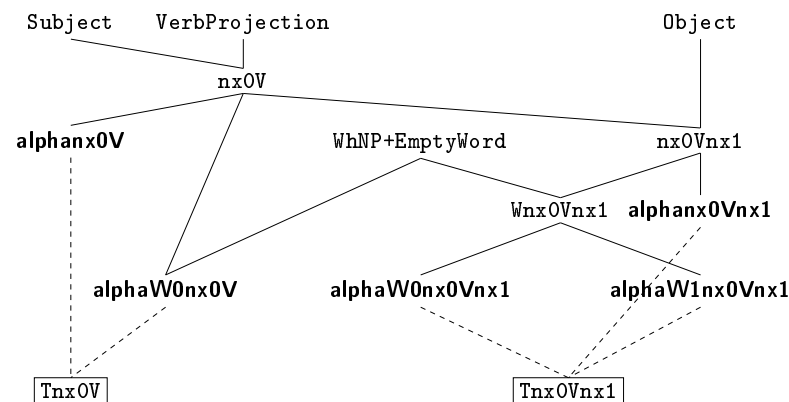 Subject VerbProjection Object
nx0V
alphanx0V WhNP+EmptyWord nx0Vnx1
Wnx0Vnx1 alphanx0Vnx1
alphaW0nx0V alphaW0nx0Vnx1 alphaW1nx0Vnx1
Tnx0V Tnx0Vnx1